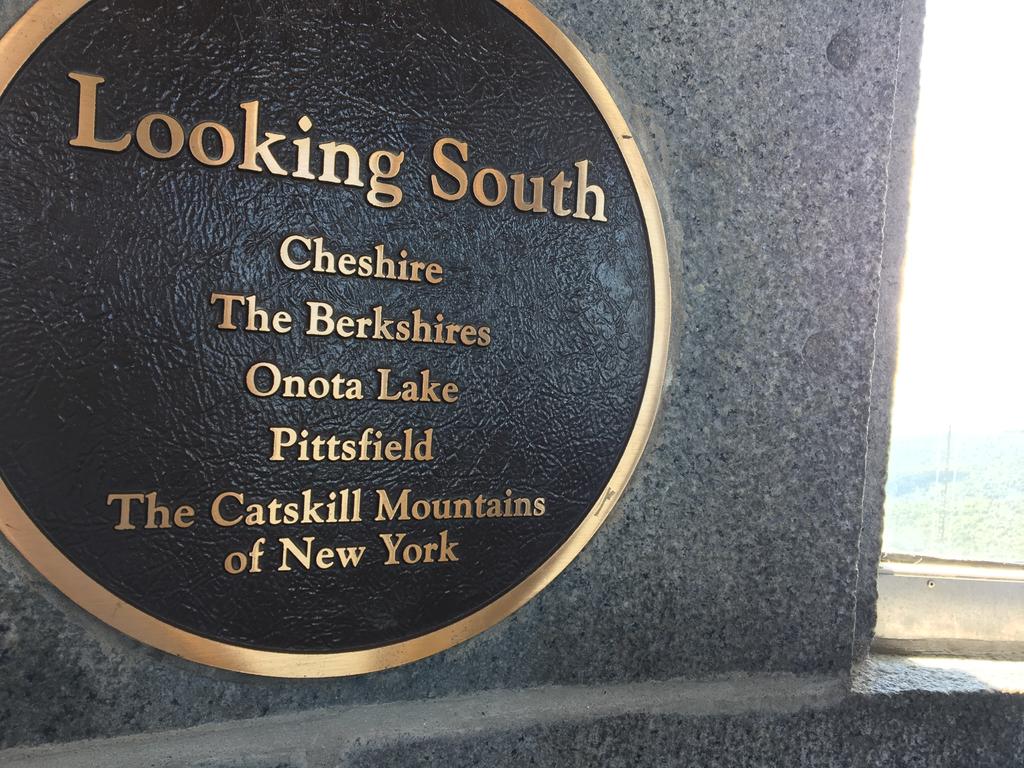 Looking South
Cheshire
The Berkshires
Onota Lake
Pittsfield
The Catskill Mountains
of New York